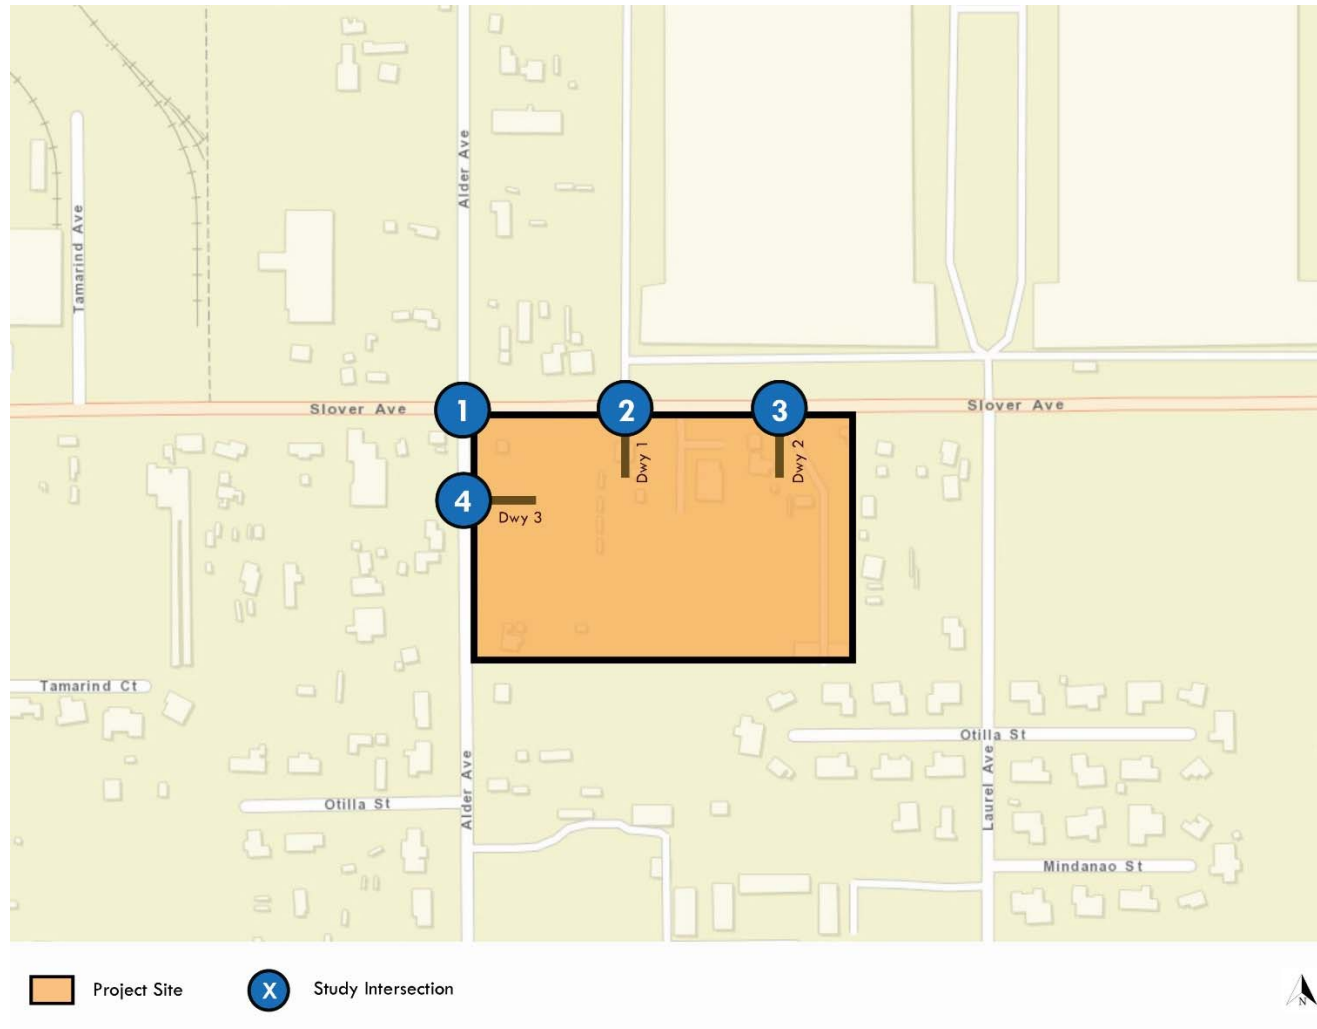 Alder Ave
Tamarind Ave
Slover Ave
1
2
3
Slover Ave
Dwy 1
Dwy 2
4
Dwy 3
Tamarind Ct
Otilla St
Alder Ave
Laurel Ave
Otilla St
Mindanao St
Project Site
X
Study Intersection
N